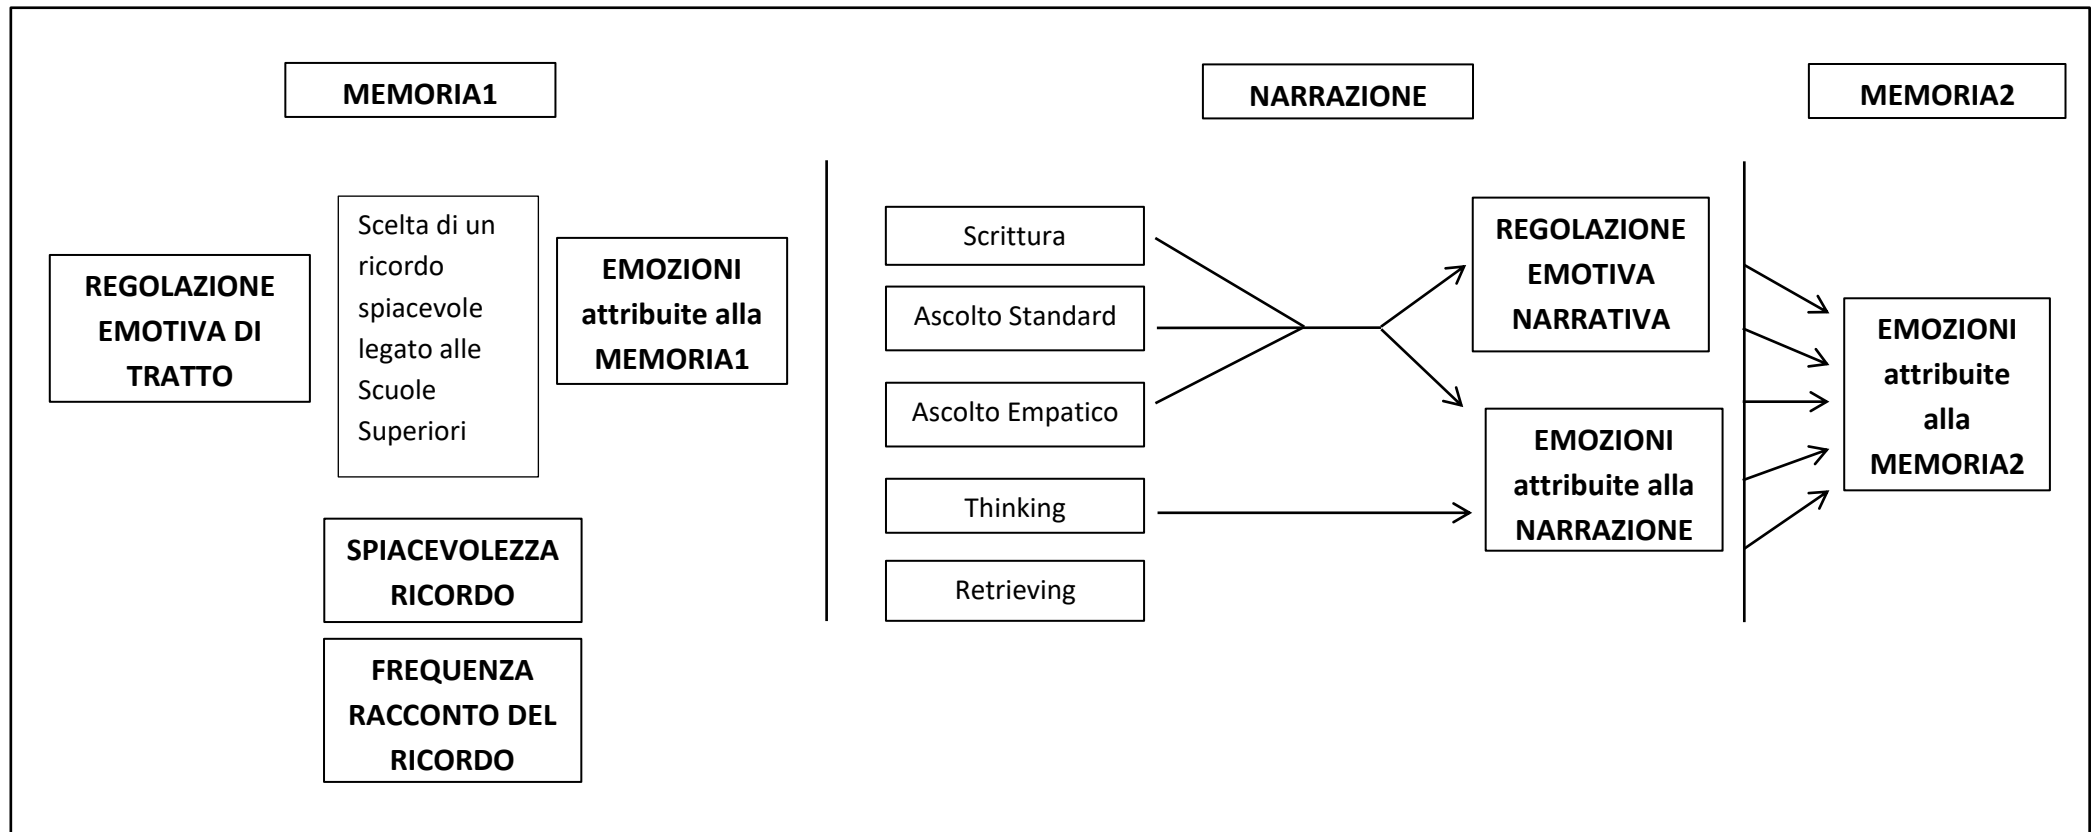 MEMORIA1
NARRAZIONE
MEMORIA2
REGOLAZIONE
EMOTIVA DI
TRATTO
Scelta di un
ricordo
spiacevole
legato alle
Scuole
Superiori
EMOZIONI
attribuite alla
MEMORIA1
SPIACEVOLEZZA
RICORDO
FREQUENZA
RACCONTO DEL
RICORDO
Scrittura
Ascolto Standard
Ascolto Empatico
Thinking
Retrieving
REGOLAZIONE
EMOTIVA
NARRATIVA
EMOZIONI
attribuite alla
NARRAZIONE
EMOZIONI
attribuite
alla
MEMORIA2